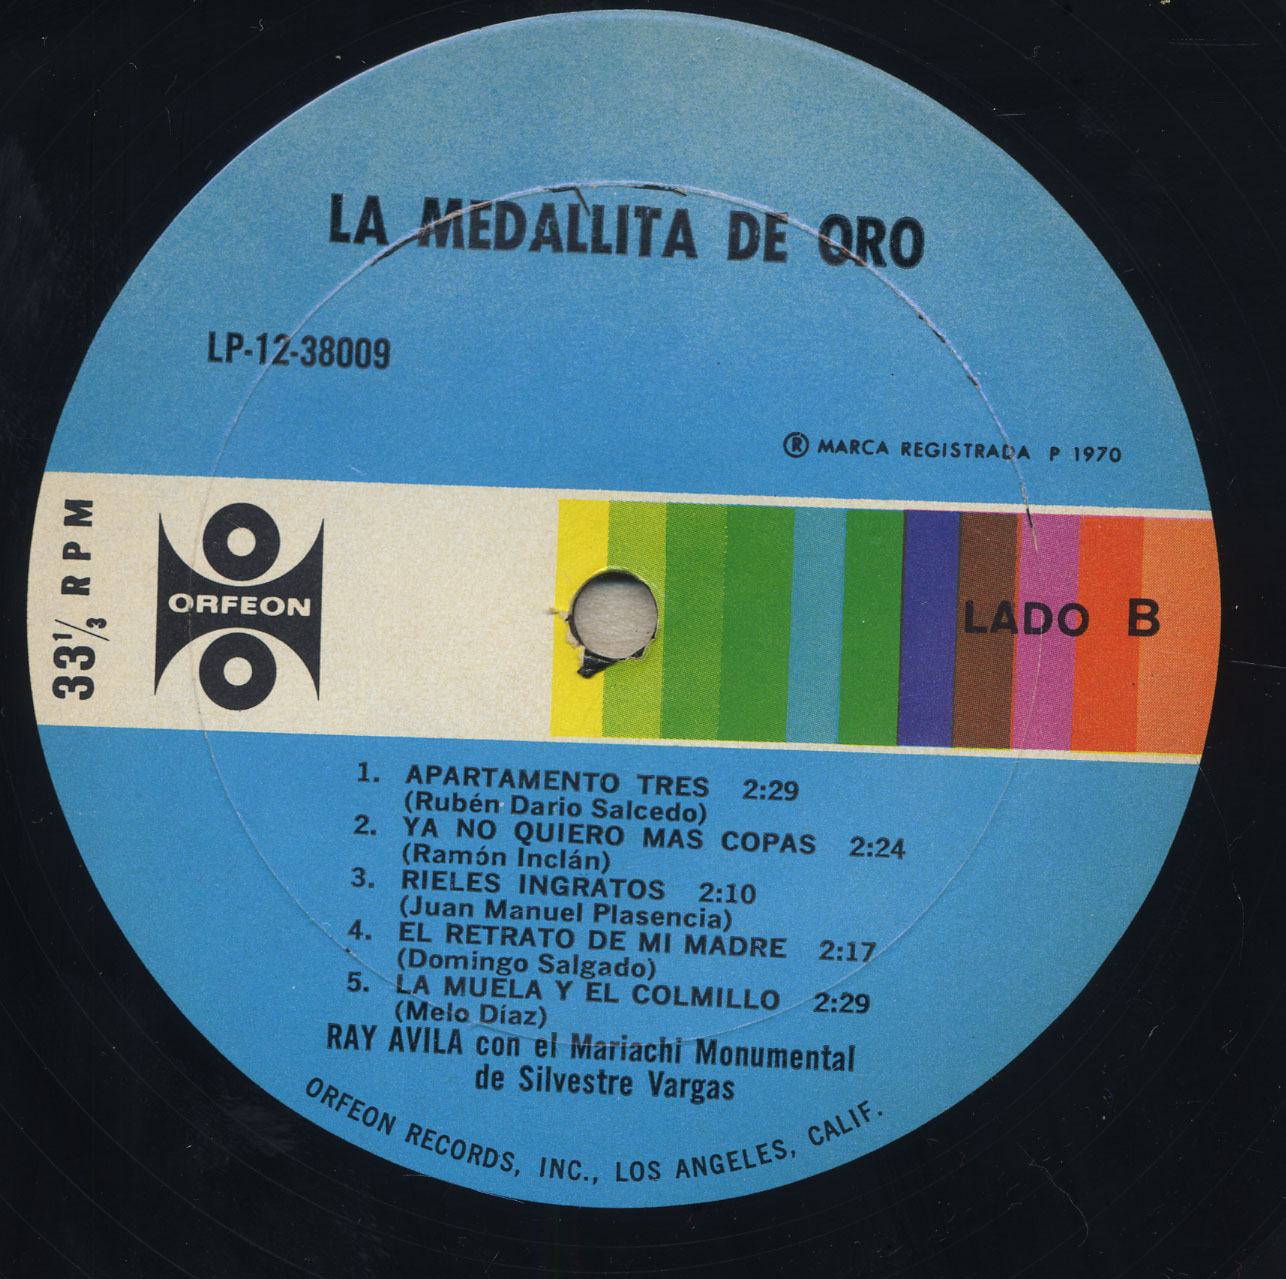 LA MEDALLITA DE ORO
LP-12-38009
® MARCA REGISTRADA P 1970
33 1/3 RPM
ORFEON
LADO B
1. APARTAMENTO TRES 2:29
(Rubén Dario Salcedo)
2. YA NO QUIERO MAS COPAS 2:24
(Ramón Inclán)
3. RIELES INGRATOS 2:10
(Juan Manuel Plasencia)
4. EL RETRATO DE MI MADRE 2:17
(Domingo Salgado)
5. LA MUELA Y EL COLMILLO 2:29
(Melo Díaz)
RAY AVILA con el Mariachi Monumental
de Silvestre Vargas
ORFEON RECORDS, INC., LOS ANGELES, CALIF.